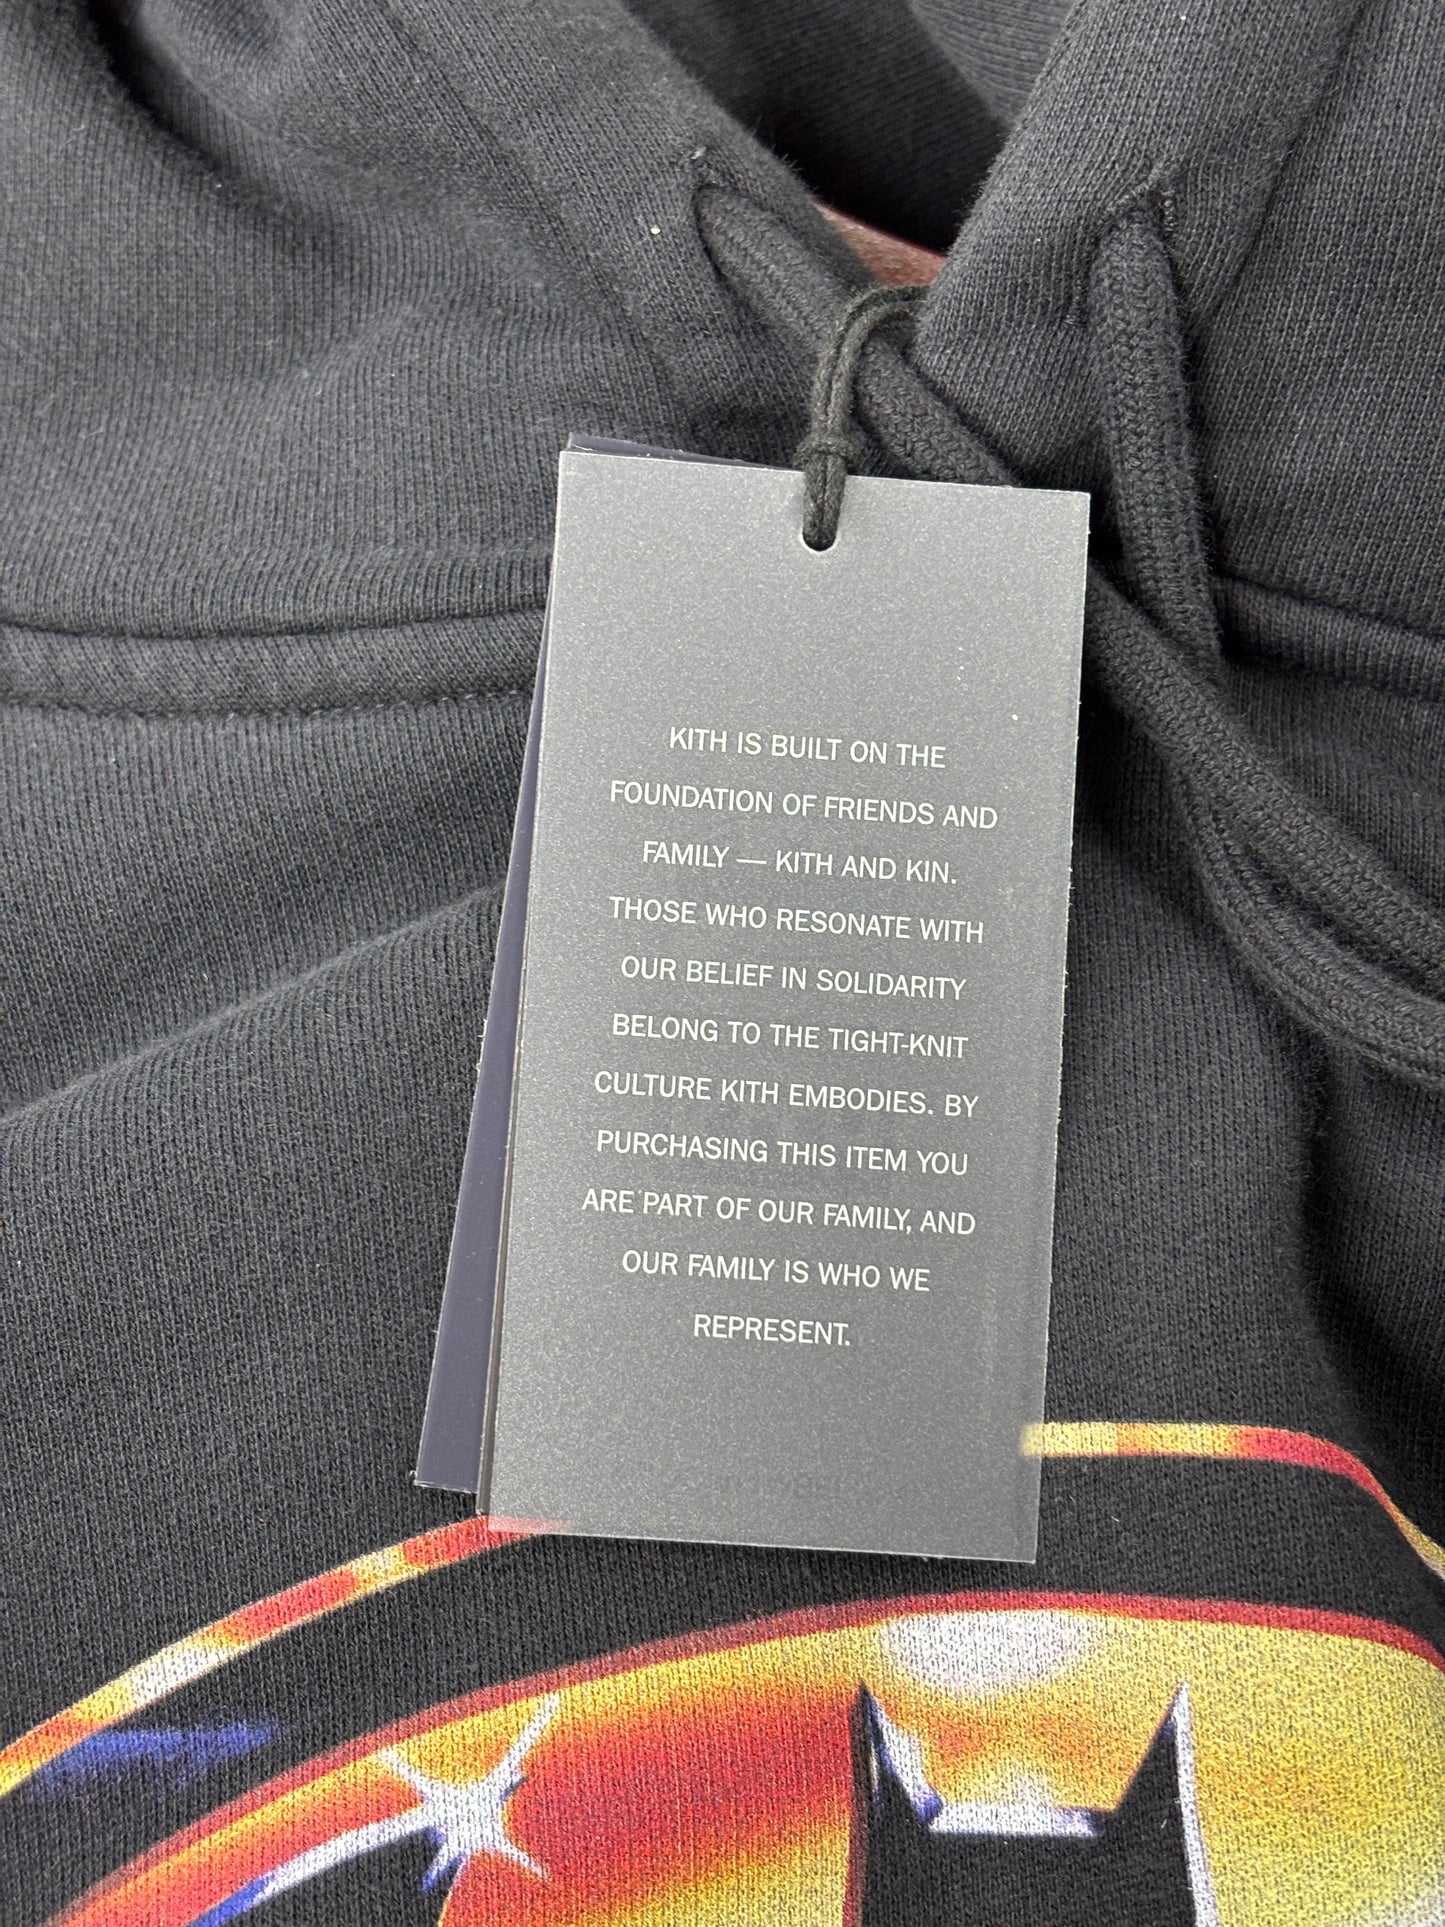 KITH IS BUILT ON THE
FOUNDATION OF FRIENDS AND
FAMILY — KITH AND KIN.
THOSE WHO RESONATE WITH
OUR BELIEF IN SOLIDARITY
BELONG TO THE TIGHT-KNIT
CULTURE KITH EMBODIES. BY
PURCHASING THIS ITEM YOU
ARE PART OF OUR FAMILY, AND
OUR FAMILY IS WHO WE
REPRESENT.